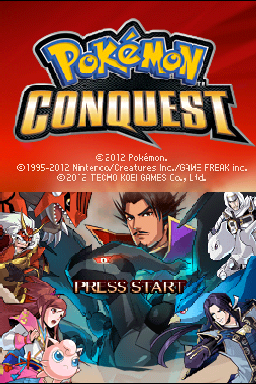 POKéMON
TM
CONQUEST
© 2012 Pokémon.
©1995-2012 Nintendo/Creatures Inc./GAME FREAK inc.
© 2012 TECMO KOEI GAMES Co., Ltd.
PRESS START